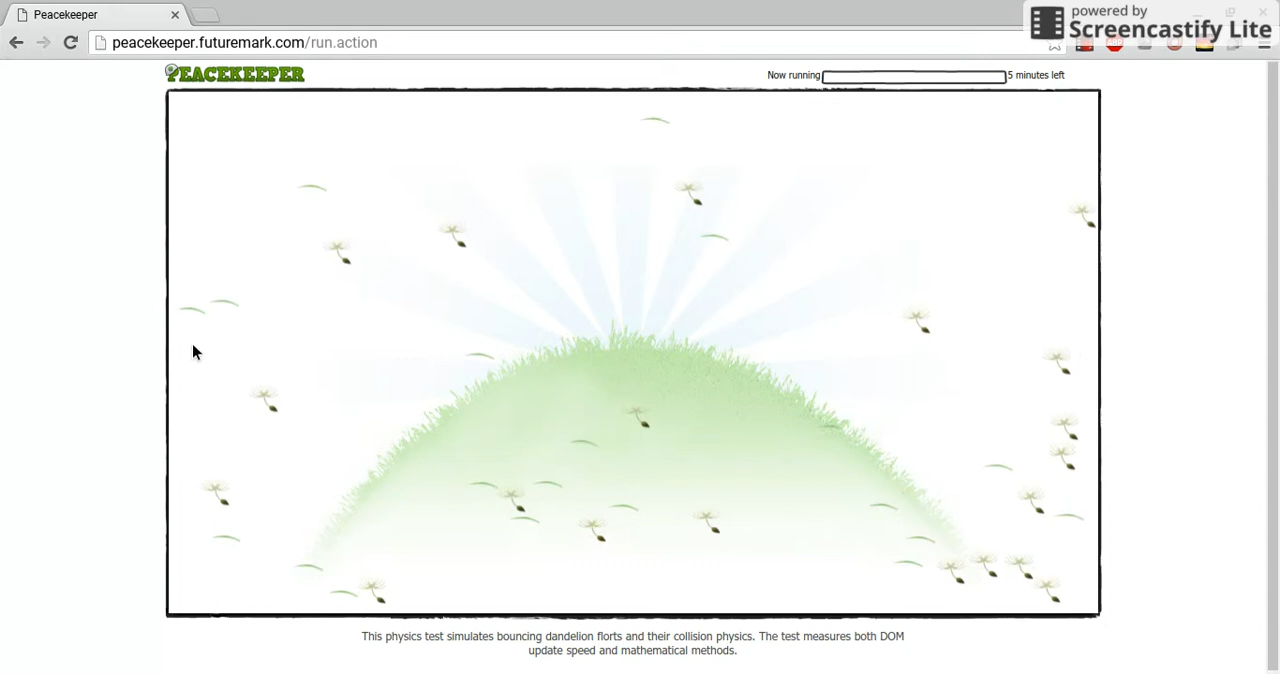 Peacekeeper
powered by
Screencastify Lite
peacekeeper.futuremark.com/run.action
PEACEKEEPER
Now running
5 minutes left
This physics test simulates bouncing dandelion florts and their collision physics. The test measures both DOM
update speed and mathematical methods.